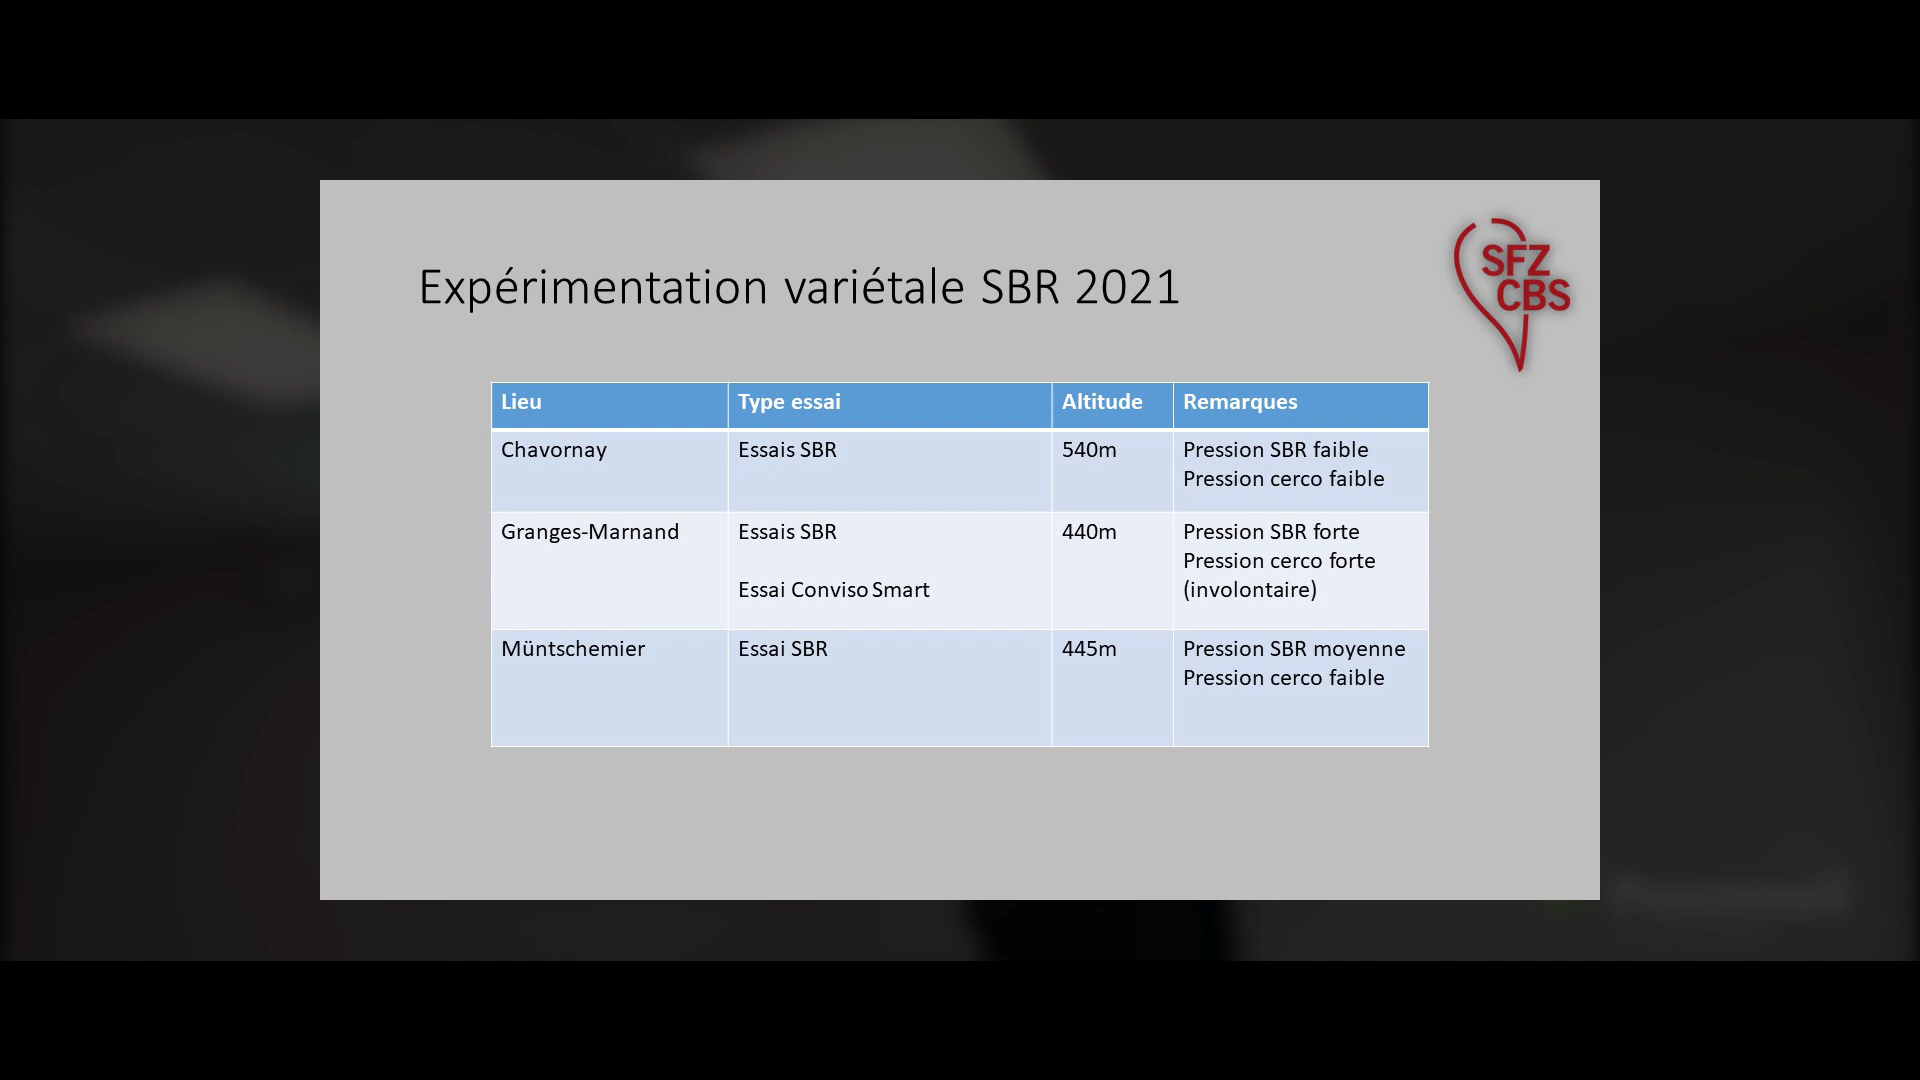 Expérimentation variétale SBR 2021
SFZ
CBS
Lieu Type essai Altitude Remarques
Chavornay Essais SBR 540m Pression SBR faible
Pression cerco faible
Granges-Marnand Essais SBR 440m Pression SBR forte
Pression cerco forte
Essai Conviso Smart (involontaire)
Müntschemier Essai SBR 445m Pression SBR moyenne
Pression cerco faible